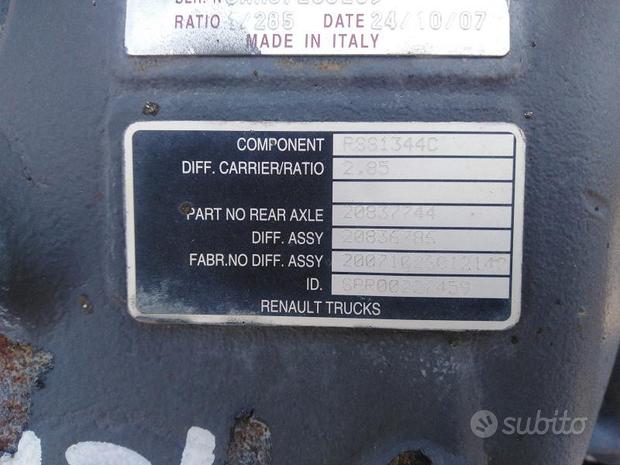 RATIO 1/285 DATE 24/10/07
MADE IN ITALY
COMPONENT RSS1344C
DIFF. CARRIER/RATIO 2.85
PART NO REAR AXLE 20837744
DIFF. ASSY 20836786
FABR.NO DIFF. ASSY
ID.
RENAULT TRUCKS
subito